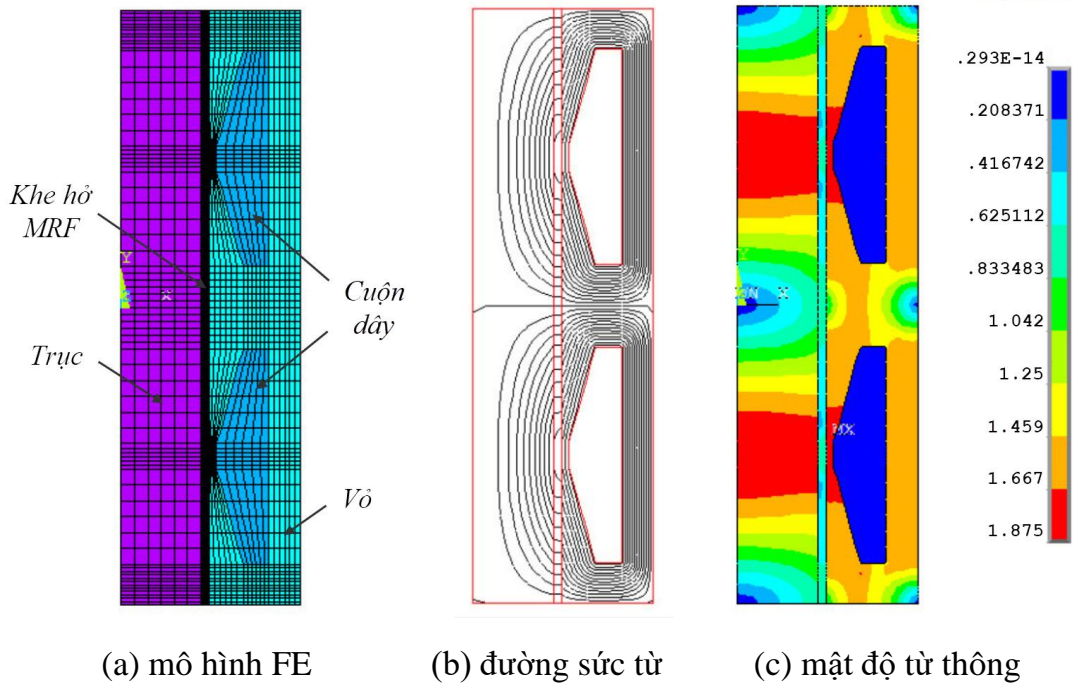 Khe hở
MRF
Trục
Cuộn
dây
Vỏ
Y
X
X
MX
.293E-14
.208371
.416742
.625112
.833483
1.042
1.25
1.459
1.667
1.875
(a) mô hình FE
(b) đường sức từ
(c) mật độ từ thông